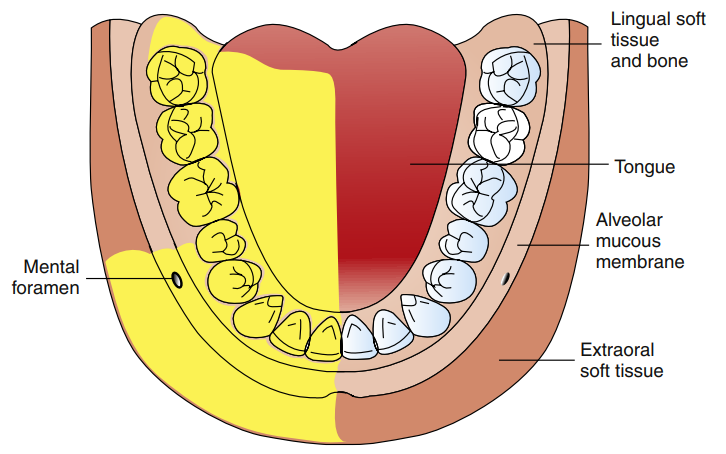 Lingual soft
tissue
and bone
Tongue
Alveolar
mucous
membrane
Mental
foramen
Extraoral
soft tissue